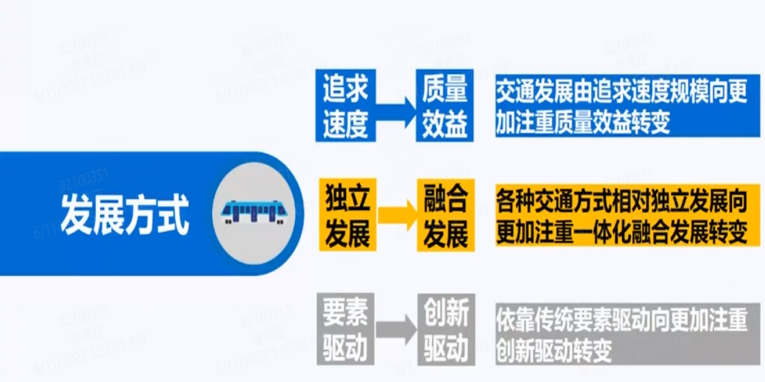 发展方式
追求
速度
质量
效益
交通发展由追求速度规模向更
加注重质量效益转变
独立
发展
融合
发展
各种交通方式相对独立发展向
更加注重一体化融合发展转变
要素
驱动
创新
驱动
依靠传统要素驱动向更加注重
创新驱动转变